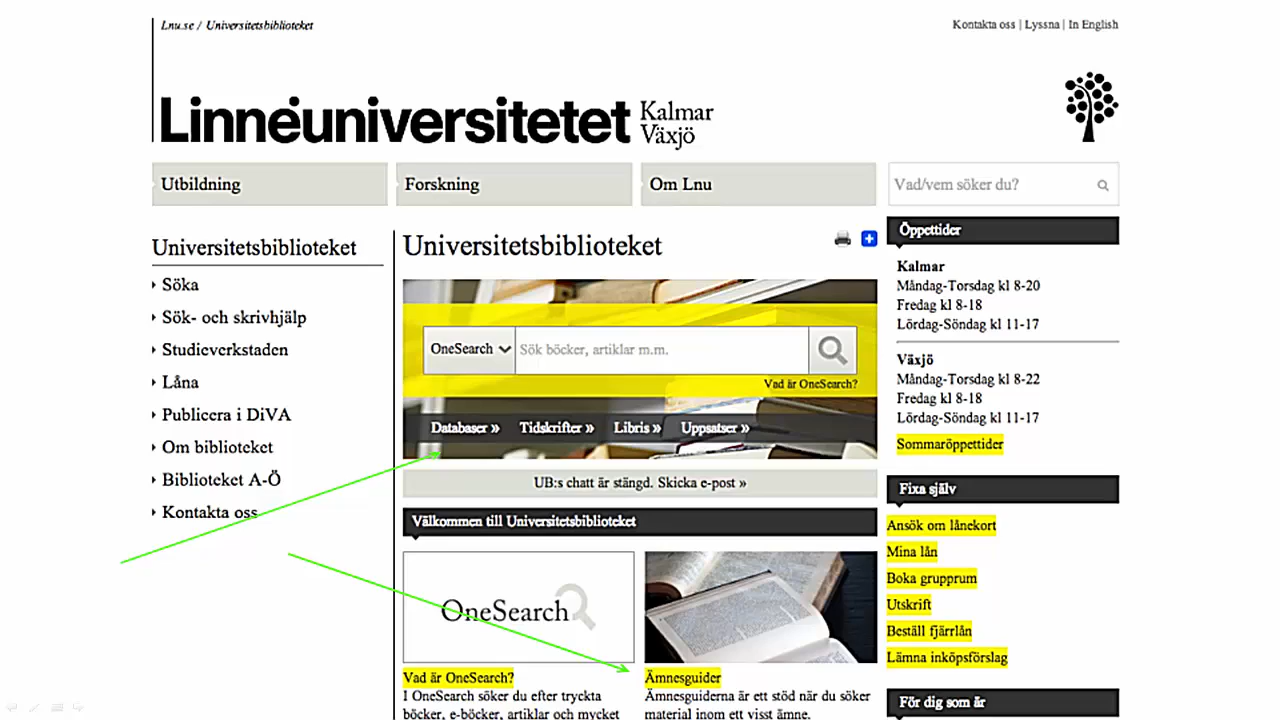 Lnu.se / Universitetsbiblioteket
Kontakta oss | Lyssna | In English
Linnéuniversitetet
Kalmar
Växjö
Utbildning
Forskning
Om Lnu
Vad/vem söker du?
Universitetsbiblioteket
Söka
Sök- och skrivhjälp
Studieverkstaden
Låna
Publicera i DiVA
Om biblioteket
Biblioteket A-Ö
Kontakta oss
Universitetsbiblioteket
OneSearch
Sök böcker, artiklar m.m.
Vad är OneSearch?
Databaser »
Tidskrifter »
Libris »
Uppsatser »
UB:s chatt är stängd. Skicka e-post »
Välkommen till Universitetsbiblioteket
OneSearch
Vad är OneSearch?
I OneSearch söker du efter tryckta
böcker, e-böcker, artiklar och mycket
Ämnesguider
Ämnesguiderna är ett stöd när du söker
material inom ett visst ämne.
Öppettider
Kalmar
Måndag-Torsdag kl 8-20
Fredag kl 8-18
Lördag-Söndag kl 11-17
Växjö
Måndag-Torsdag kl 8-22
Fredag kl 8-18
Lördag-Söndag kl 11-17
Sommaröppettider
Fixa själv
Ansök om lånekort
Mina lån
Boka grupprum
Utskrift
Beställ fjärrlån
Lämna inköpsförslag
För dig som är